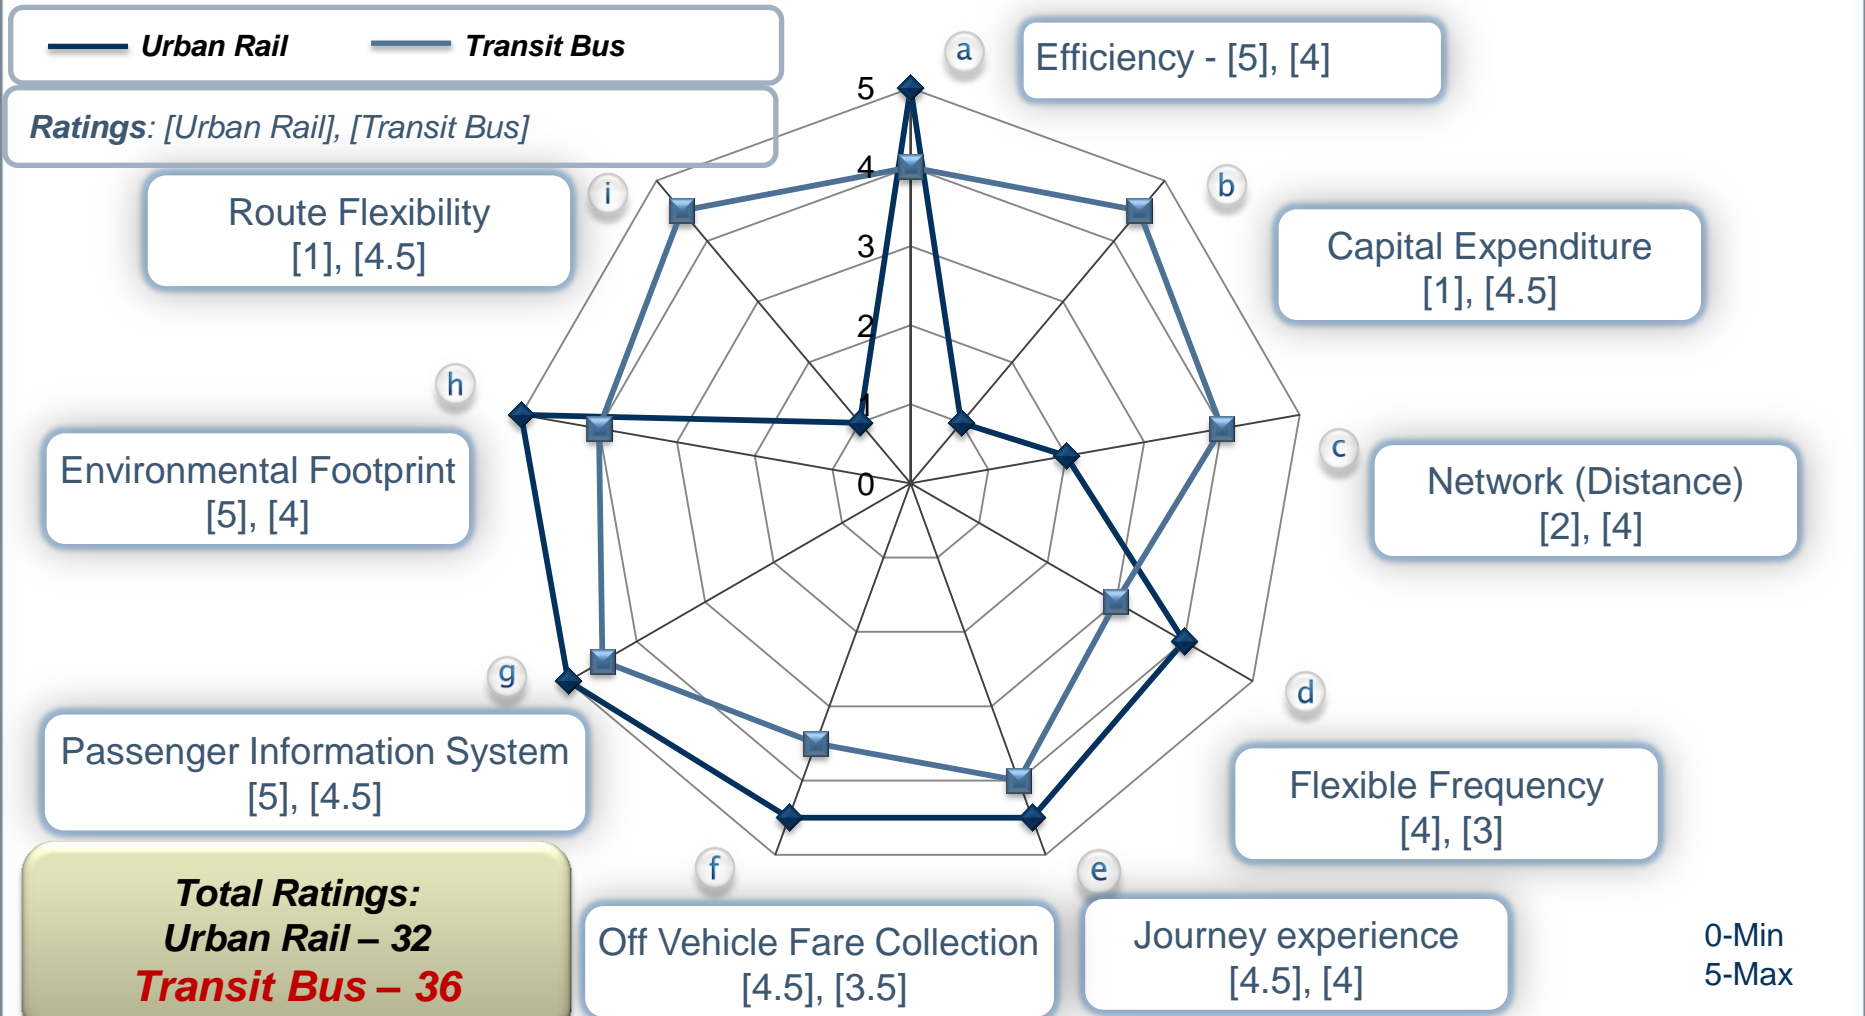 Urban Rail
Transit Bus
Ratings: [Urban Rail], [Transit Bus]
a
Efficiency - [5], [4]
b
Capital Expenditure
[1], [4.5]
c
Network (Distance)
[2], [4]
d
Flexible Frequency
[4], [3]
e
Journey experience
[4.5], [4]
f
Off Vehicle Fare Collection
[4.5], [3.5]
g
Passenger Information System
[5], [4.5]
h
Environmental Footprint
[5], [4]
i
Route Flexibility
[1], [4.5]
5
4
3
2
1
0
Total Ratings:
Urban Rail – 32
Transit Bus – 36
0-Min
5-Max